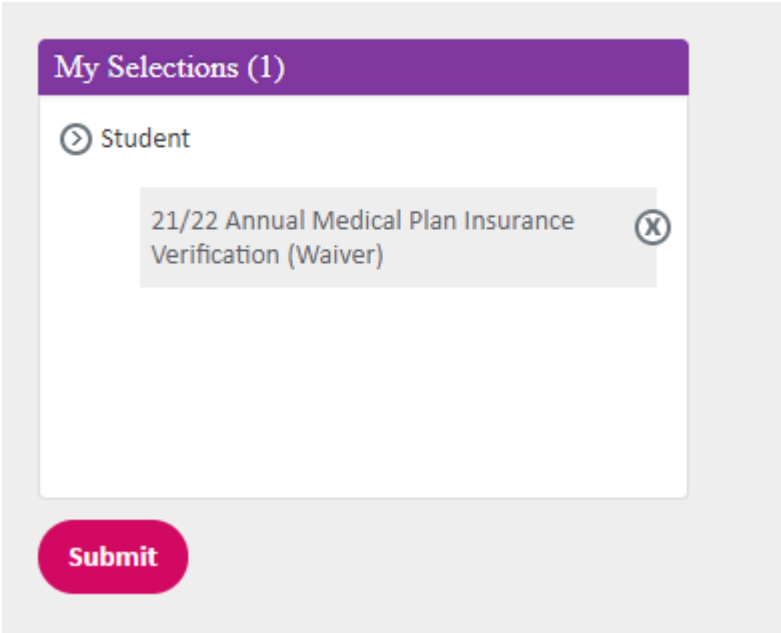 My Selections (1)
Student
21/22 Annual Medical Plan Insurance
Verification (Waiver)
X
Submit